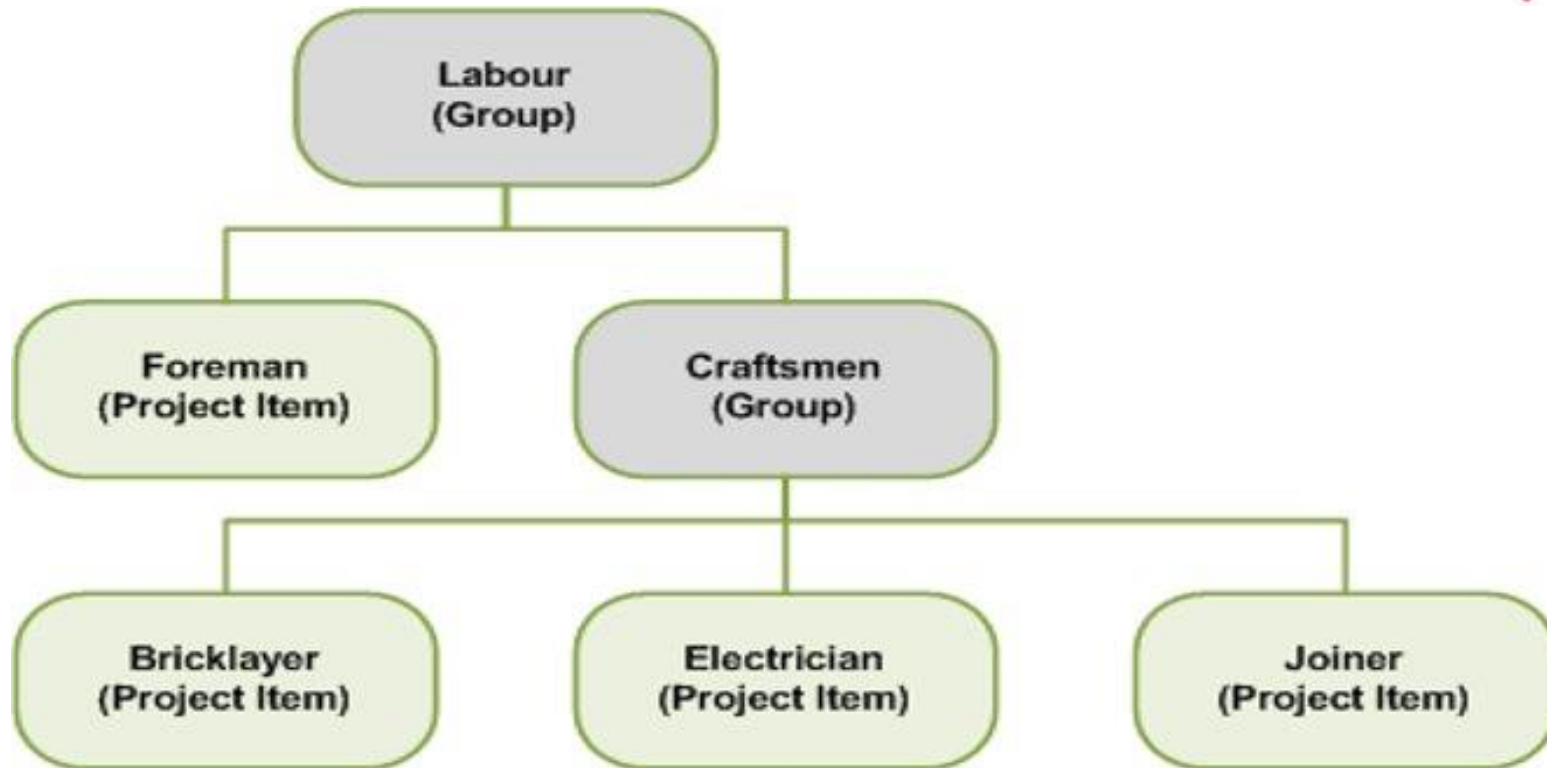 Labour
(Group)
Foreman
(Project Item)
Craftsmen
(Group)
Bricklayer
(Project Item)
Electrician
(Project Item)
Joiner
(Project Item)